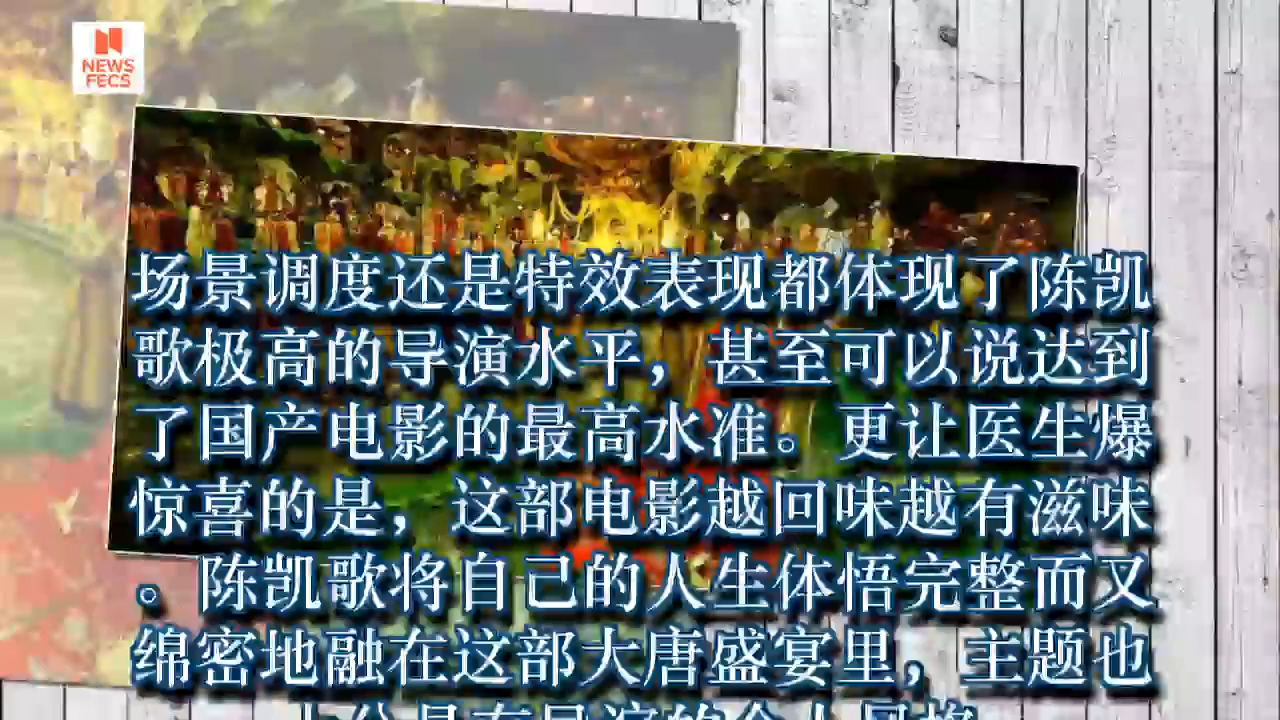 NEWS
FECS
场景调度还是特效表现都体现了陈凯
歌极高的导演水平，甚至可以说达到
了国产电影的最高水准。更让医生爆
惊喜的是，这部电影越回味越有滋味
。陈凯歌将自己的人生体悟完整而又
绵密地融在这部大唐盛宴里，主题也